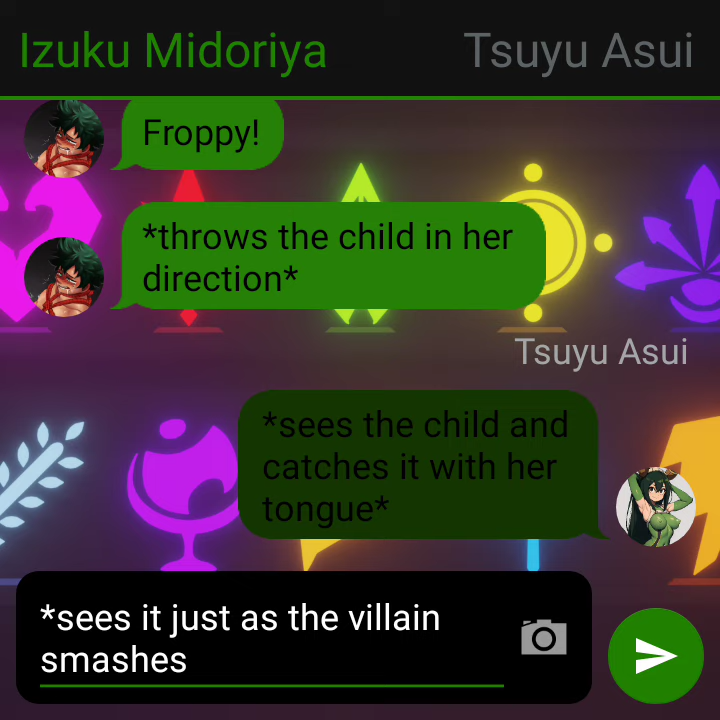 Izuku Midoriya
Tsuyu Asui
Froppy!
*throws the child in her
direction*
Tsuyu Asui
*sees the child and
catches it with her
tongue*
*sees it just as the villain
smashes